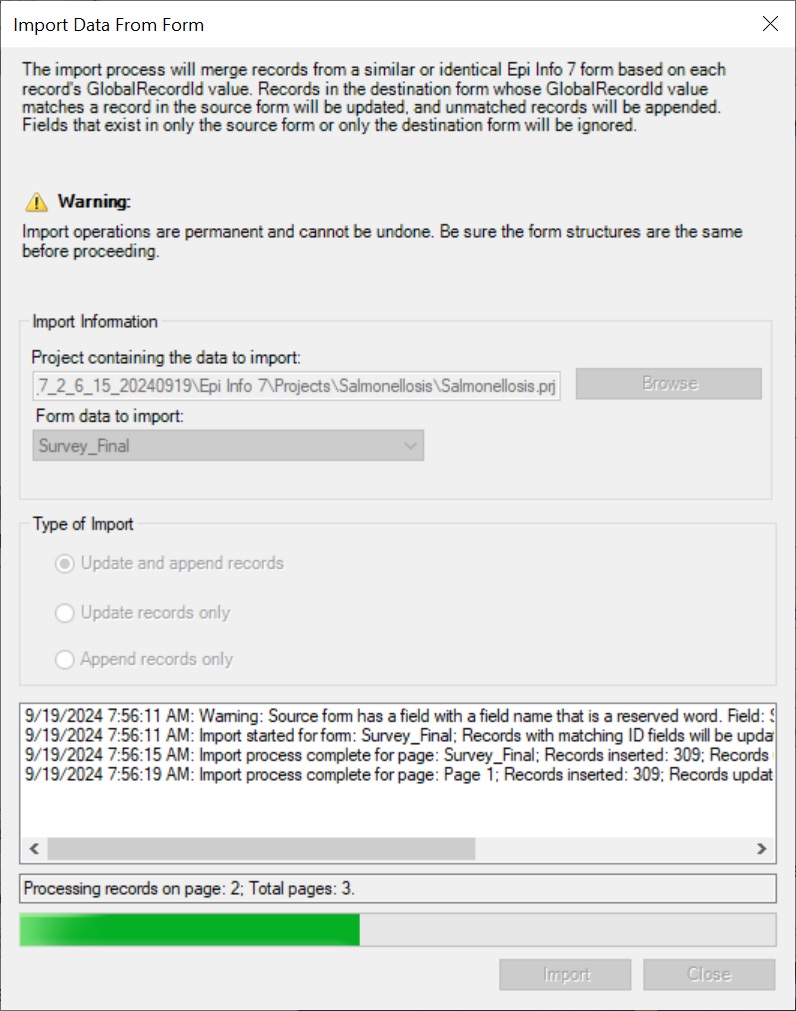 Import Data From Form
The import process will merge records from a similar or identical Epi Info 7 form based on each
record's GlobalRecordId value. Records in the destination form whose GlobalRecordId value
matches a record in the source form will be updated, and unmatched records will be appended.
Fields that exist in only the source form or only the destination form will be ignored.
Warning:
Import operations are permanent and cannot be undone. Be sure the form structures are the same
before proceeding.
Import Information
Project containing the data to import:
.7_2_6_15_20240919\Epi Info 7\Projects\Salmonellosis\Salmonellosis.prj
Browse
Form data to import:
Survey_Final
Type of Import
Update and append records
Update records only
Append records only
9/19/2024 7:56:11 AM: Warning: Source form has a field with a field name that is a reserved word. Field:
9/19/2024 7:56:11 AM: Import started for form: Survey_Final; Records with matching ID fields will be upda
9/19/2024 7:56:15 AM: Import process complete for page: Survey_Final; Records inserted: 309; Records
9/19/2024 7:56:19 AM: Import process complete for page: Page 1; Records inserted: 309; Records updat
Processing records on page: 2; Total pages: 3.
Import
Close